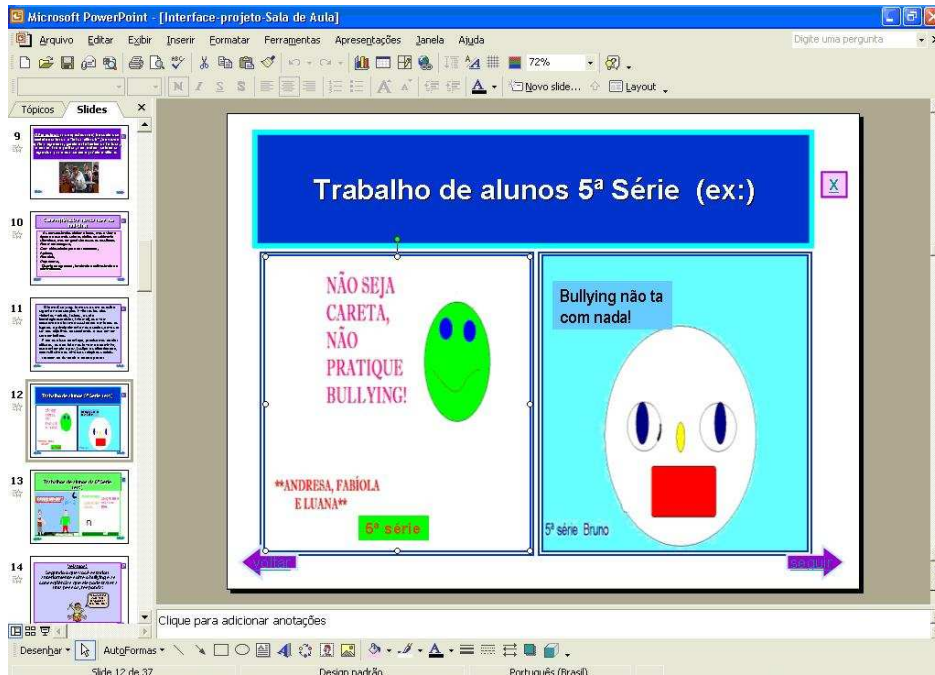 Microsoft PowerPoint - [Interface-projeto-Sala de Aula]
Arquivo Editar Exibir Inserir Formatar Ferramentas Apresentações Janela Ajuda
Digite uma pergunta
72%
N I S S
Novo slide... Layout
Tópicos Slides
9
10
11
12
13
14
Trabalho de alunos 5ª Série (ex:)
X
NÃO SEJA
CARETA,
NÃO
PRATIQUE
BULLYING!
**ANDRESA, FABÍOLA
E LUANA**
5ª série
Bullying não ta
com nada!
5ª série Bruno
voltar
seguir
Clique para adicionar anotações
Desenhar AutoFormas
Slide 12 de 37 Design padrão Português (Brasil)